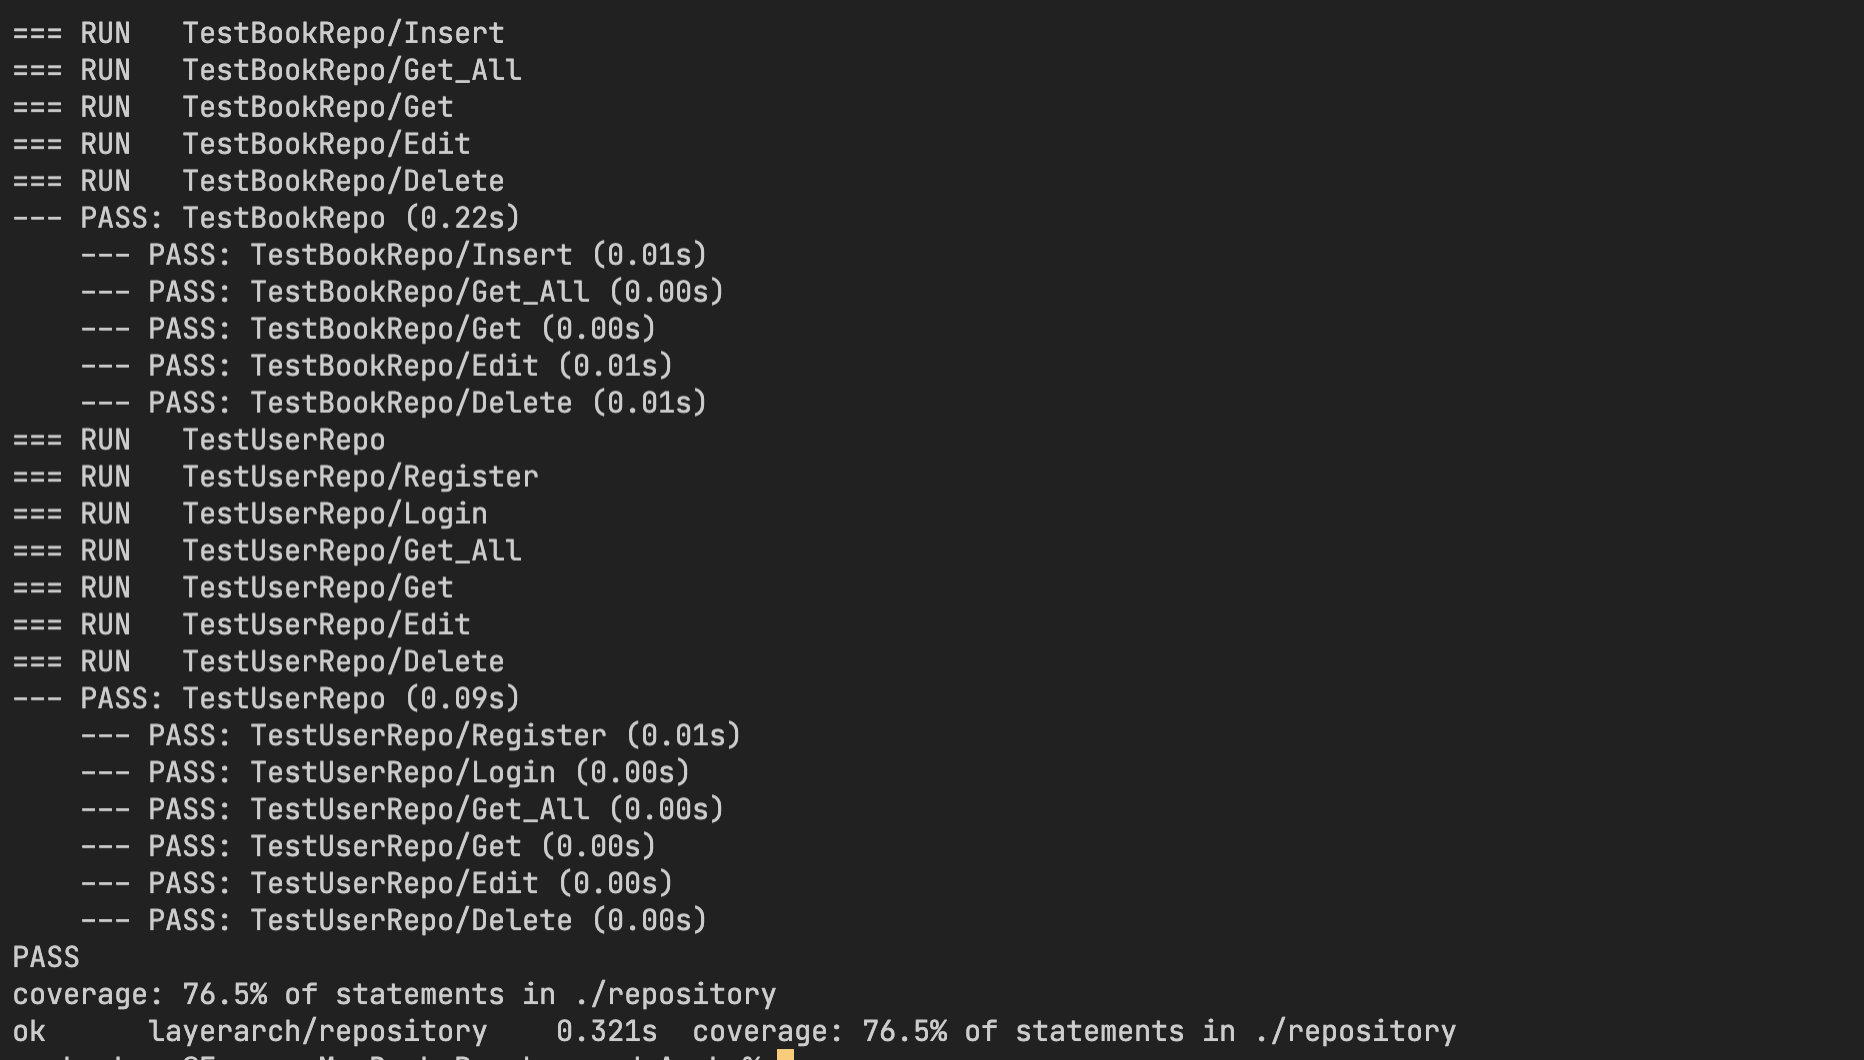 === RUN   TestBookRepo/Insert
=== RUN   TestBookRepo/Get_All
=== RUN   TestBookRepo/Get
=== RUN   TestBookRepo/Edit
=== RUN   TestBookRepo/Delete
--- PASS: TestBookRepo (0.22s)
    --- PASS: TestBookRepo/Insert (0.01s)
    --- PASS: TestBookRepo/Get_All (0.00s)
    --- PASS: TestBookRepo/Get (0.00s)
    --- PASS: TestBookRepo/Edit (0.01s)
    --- PASS: TestBookRepo/Delete (0.01s)
=== RUN   TestUserRepo
=== RUN   TestUserRepo/Register
=== RUN   TestUserRepo/Login
=== RUN   TestUserRepo/Get_All
=== RUN   TestUserRepo/Get
=== RUN   TestUserRepo/Edit
=== RUN   TestUserRepo/Delete
--- PASS: TestUserRepo (0.09s)
    --- PASS: TestUserRepo/Register (0.01s)
    --- PASS: TestUserRepo/Login (0.00s)
    --- PASS: TestUserRepo/Get_All (0.00s)
    --- PASS: TestUserRepo/Get (0.00s)
    --- PASS: TestUserRepo/Edit (0.00s)
    --- PASS: TestUserRepo/Delete (0.00s)
PASS
coverage: 76.5% of statements in ./repository
ok      layerarch/repository    0.321s  coverage: 76.5% of statements in ./repository